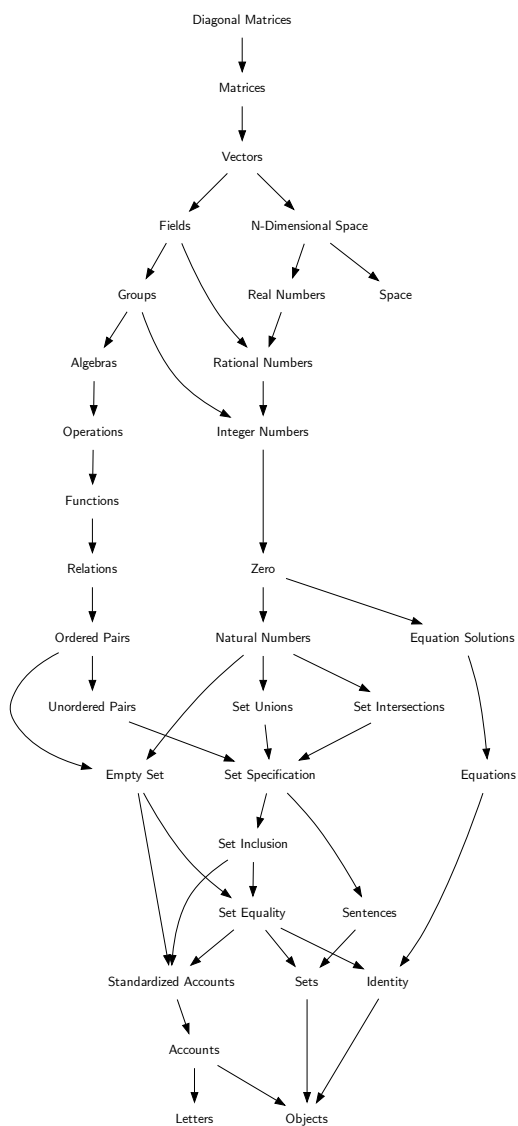 Diagonal Matrices
Matrices
Vectors
Fields
N-Dimensional Space
Groups
Real Numbers
Space
Algebras
Rational Numbers
Operations
Integer Numbers
Functions
Relations
Zero
Ordered Pairs
Natural Numbers
Equation Solutions
Unordered Pairs
Set Unions
Set Intersections
Empty Set
Set Specification
Equations
Set Inclusion
Set Equality
Sentences
Standardized Accounts
Sets
Identity
Accounts
Letters
Objects